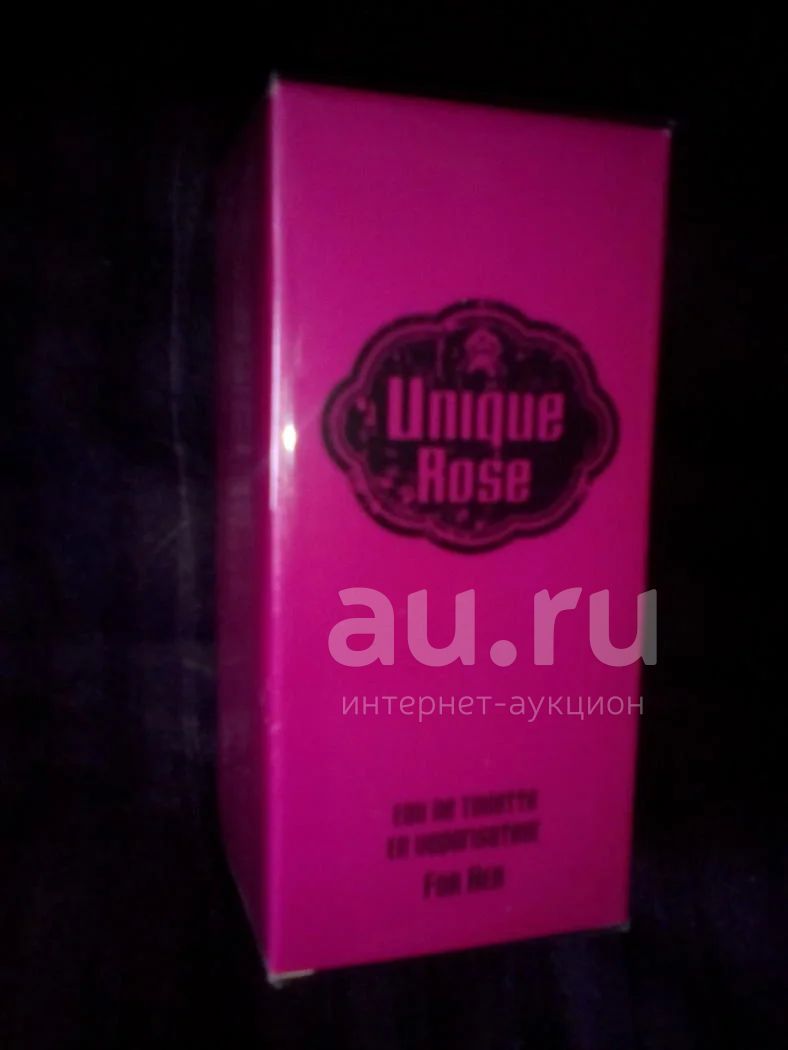 Unique
Rose
au.ru
интернет-аукцион
EAU DE TOILETTE
EN VAPORISATEUR
FOR HER